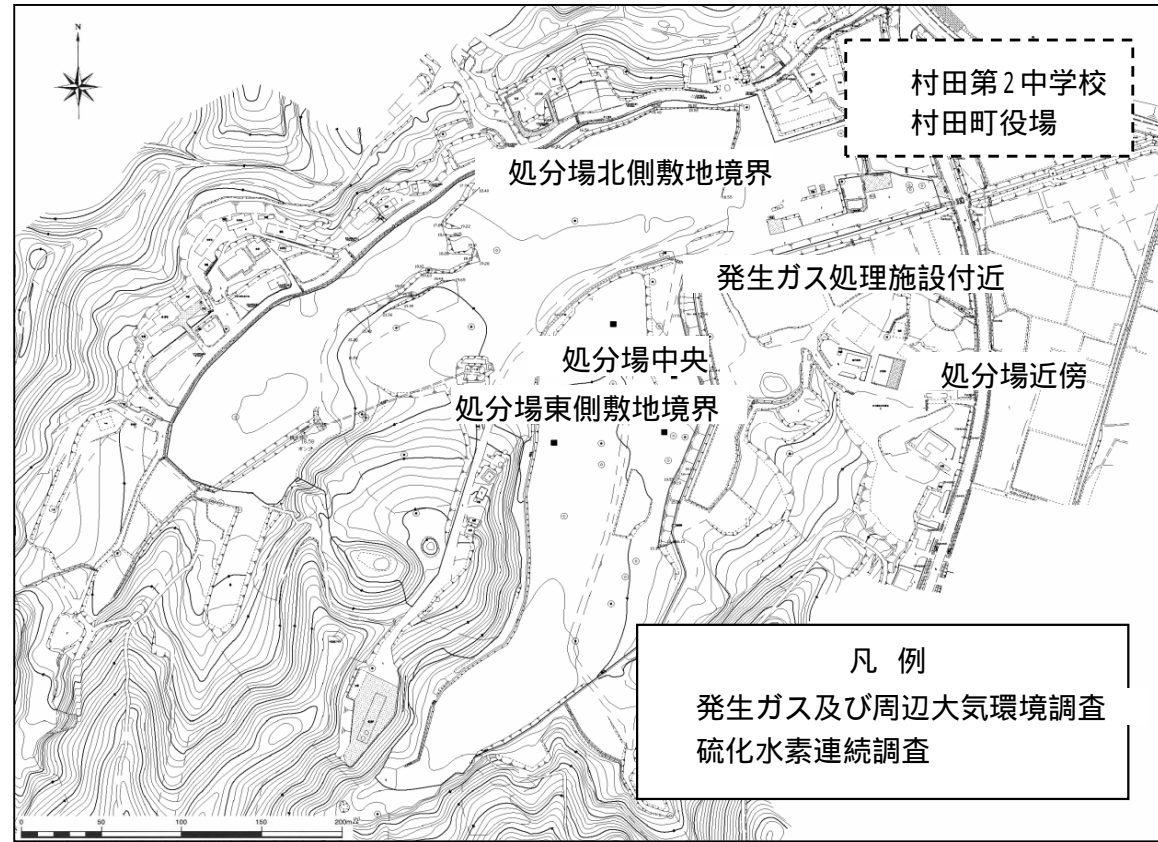 N
村田第2中学校
村田町役場
処分場北側敷地境界
発生ガス処理施設付近
処分場中央
処分場近傍
処分場東側敷地境界
凡 例
発生ガス及び周辺大気環境調査
硫化水素連続調査
0 50 100 150 200m